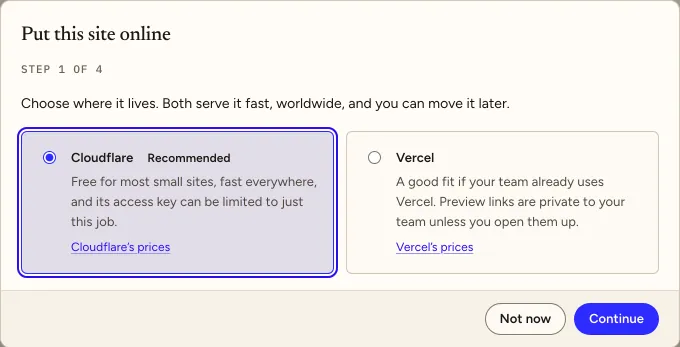 Put this site online
STEP 1 OF 4
Choose where it lives. Both serve it fast, worldwide, and you can move it later.
Cloudflare Recommended
Free for most small sites, fast everywhere,
and its access key can be limited to just
this job.
Cloudflare’s prices
Vercel
A good fit if your team already uses
Vercel. Preview links are private to your
team unless you open them up.
Vercel’s prices
Not now
Continue